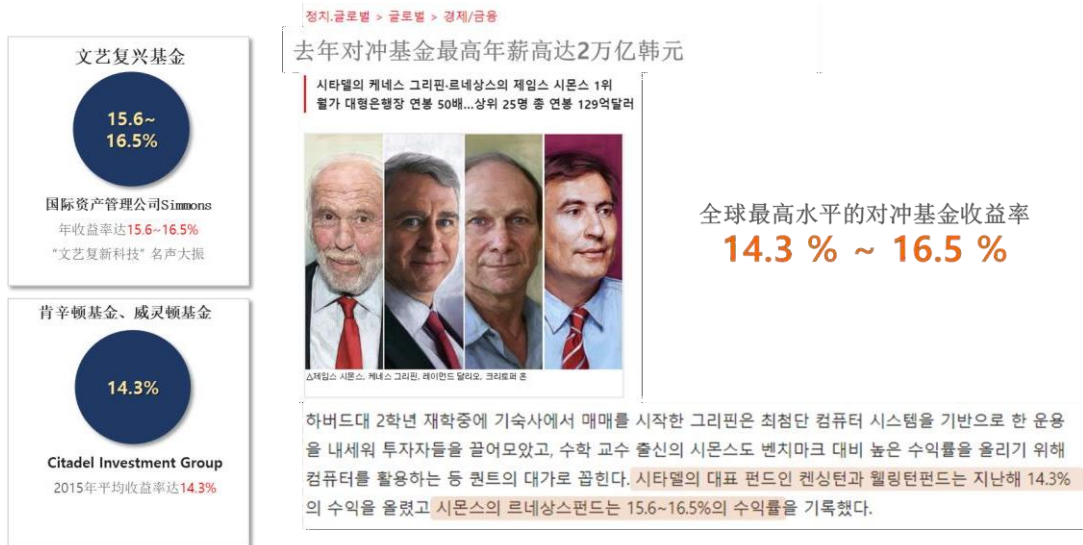 文艺复兴基金
15.6~
16.5%
国际资产管理公司Simmons
年收益率达15.6~16.5%
“文艺复新科技” 名声大振
肯辛顿基金、威灵顿基金
14.3%
Citadel Investment Group
2015年平均收益率达14.3%
정치.글로벌 > 글로벌 > 경제/금융
去年对冲基金最高年薪高达2万亿韩元
시타델의 케네스 그리핀·르네상스의 제임스 시몬스 1위
월가 대형은행장 연봉 50배...상위 25명 총 연봉 129억달러
△제임스 시몬스, 케네스 그리핀, 레이먼드 달리오, 크리토퍼 혼
全球最高水平的对冲基金收益率
14.3 % ~ 16.5 %
하버드대 2학년 재학중에 기숙사에서 매매를 시작한 그리핀은 최첨단 컴퓨터 시스템을 기반으로 한 운용
을 내세워 투자자들을 끌어모았고, 수학 교수 출신의 시몬스도 벤치마크 대비 높은 수익률을 올리기 위해
컴퓨터를 활용하는 등 퀀트의 대가로 꼽힌다. 시타델의 대표 펀드인 켄싱턴과 웰링턴펀드는 지난해 14.3%
의 수익을 올렸고 시몬스의 르네상스펀드는 15.6~16.5%의 수익률을 기록했다.